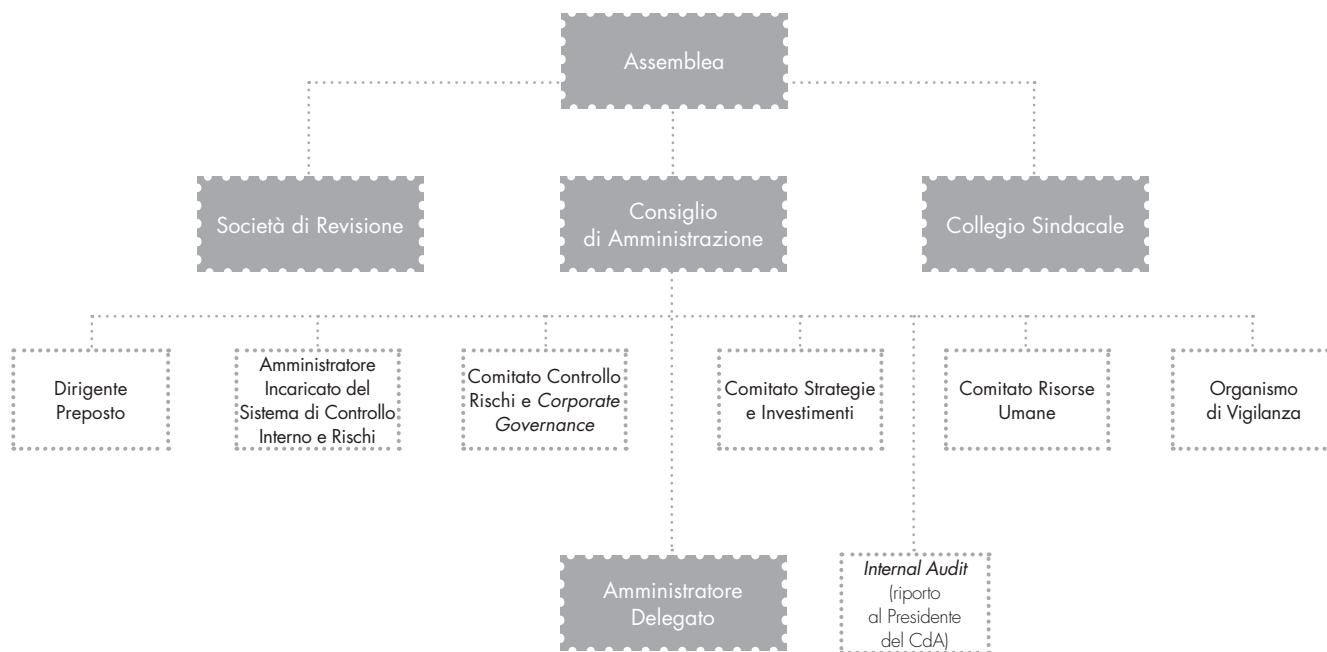 Assemblea
Società di Revisione
Consiglio
di Amministrazione
Collegio Sindacale
Dirigente
Preposto
Amministratore
Incaricato del
Sistema di Controllo
Interno e Rischi
Comitato Controllo
Rischi e Corporate
Governance
Comitato Strategie
e Investimenti
Comitato Risorse
Umane
Organismo
di Vigilanza
Amministratore
Delegato
Internal Audit
(riporto
al Presidente
del CdA)